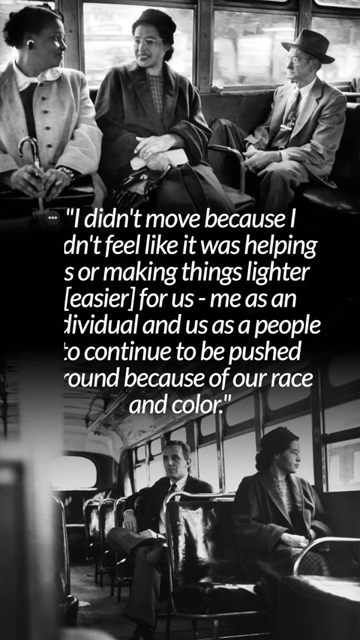 "I didn't move because I
dn't feel like it was helping
s or making things lighter
[easier] for us - me as an
dividual and us as a people
to continue to be pushed
round because of our race
and color."